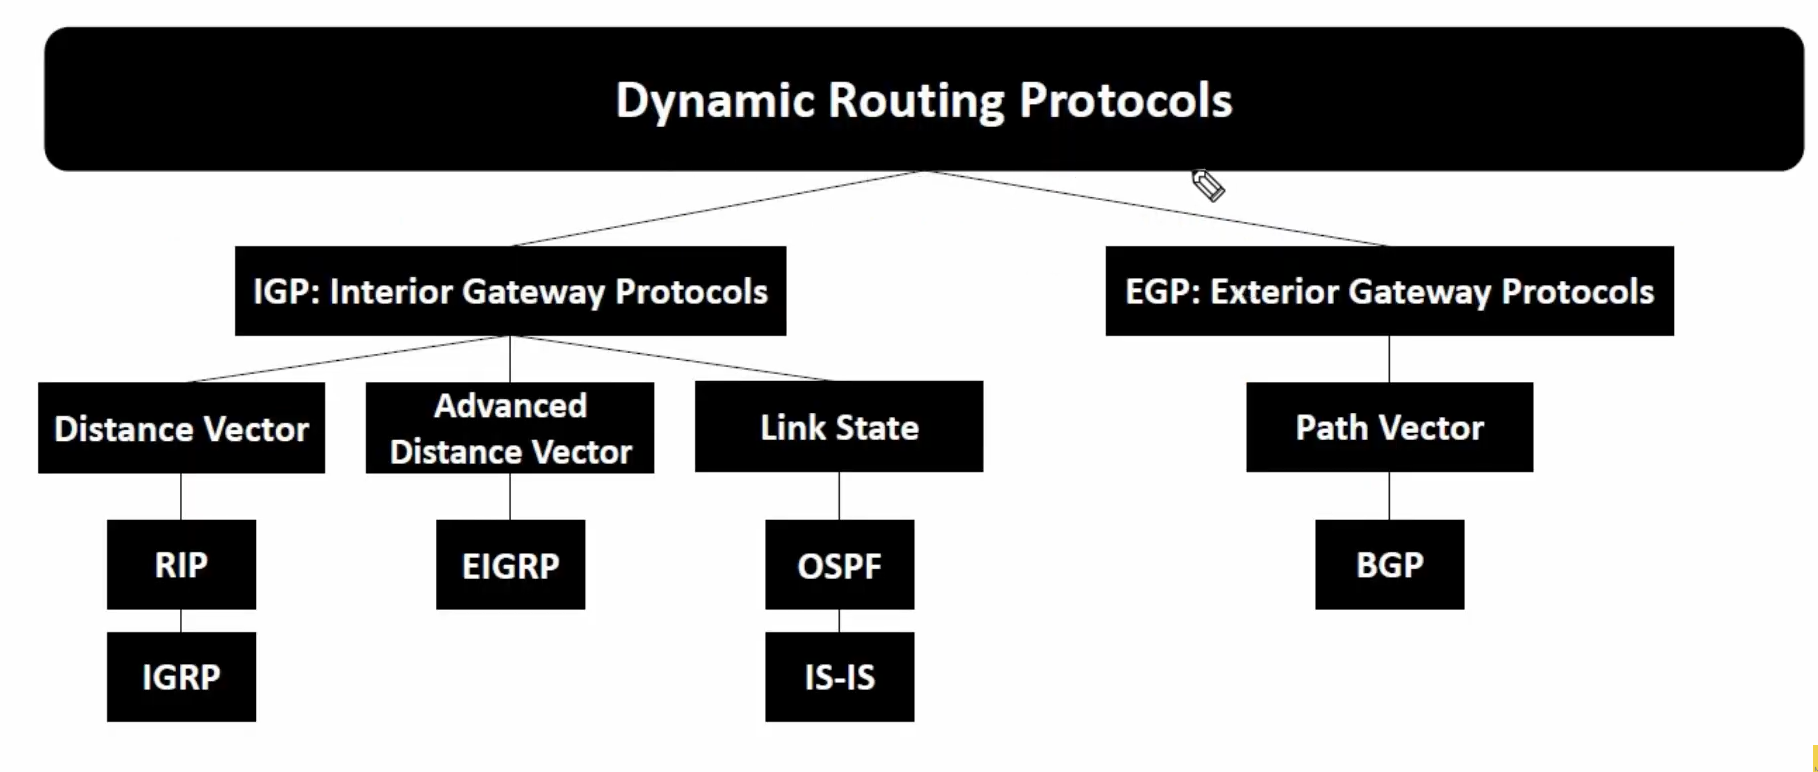 Dynamic Routing Protocols
IGP: Interior Gateway Protocols
EGP: Exterior Gateway Protocols
Distance Vector
Advanced
Distance Vector
Link State
Path Vector
RIP
EIGRP
OSPF
BGP
IGRP
IS-IS